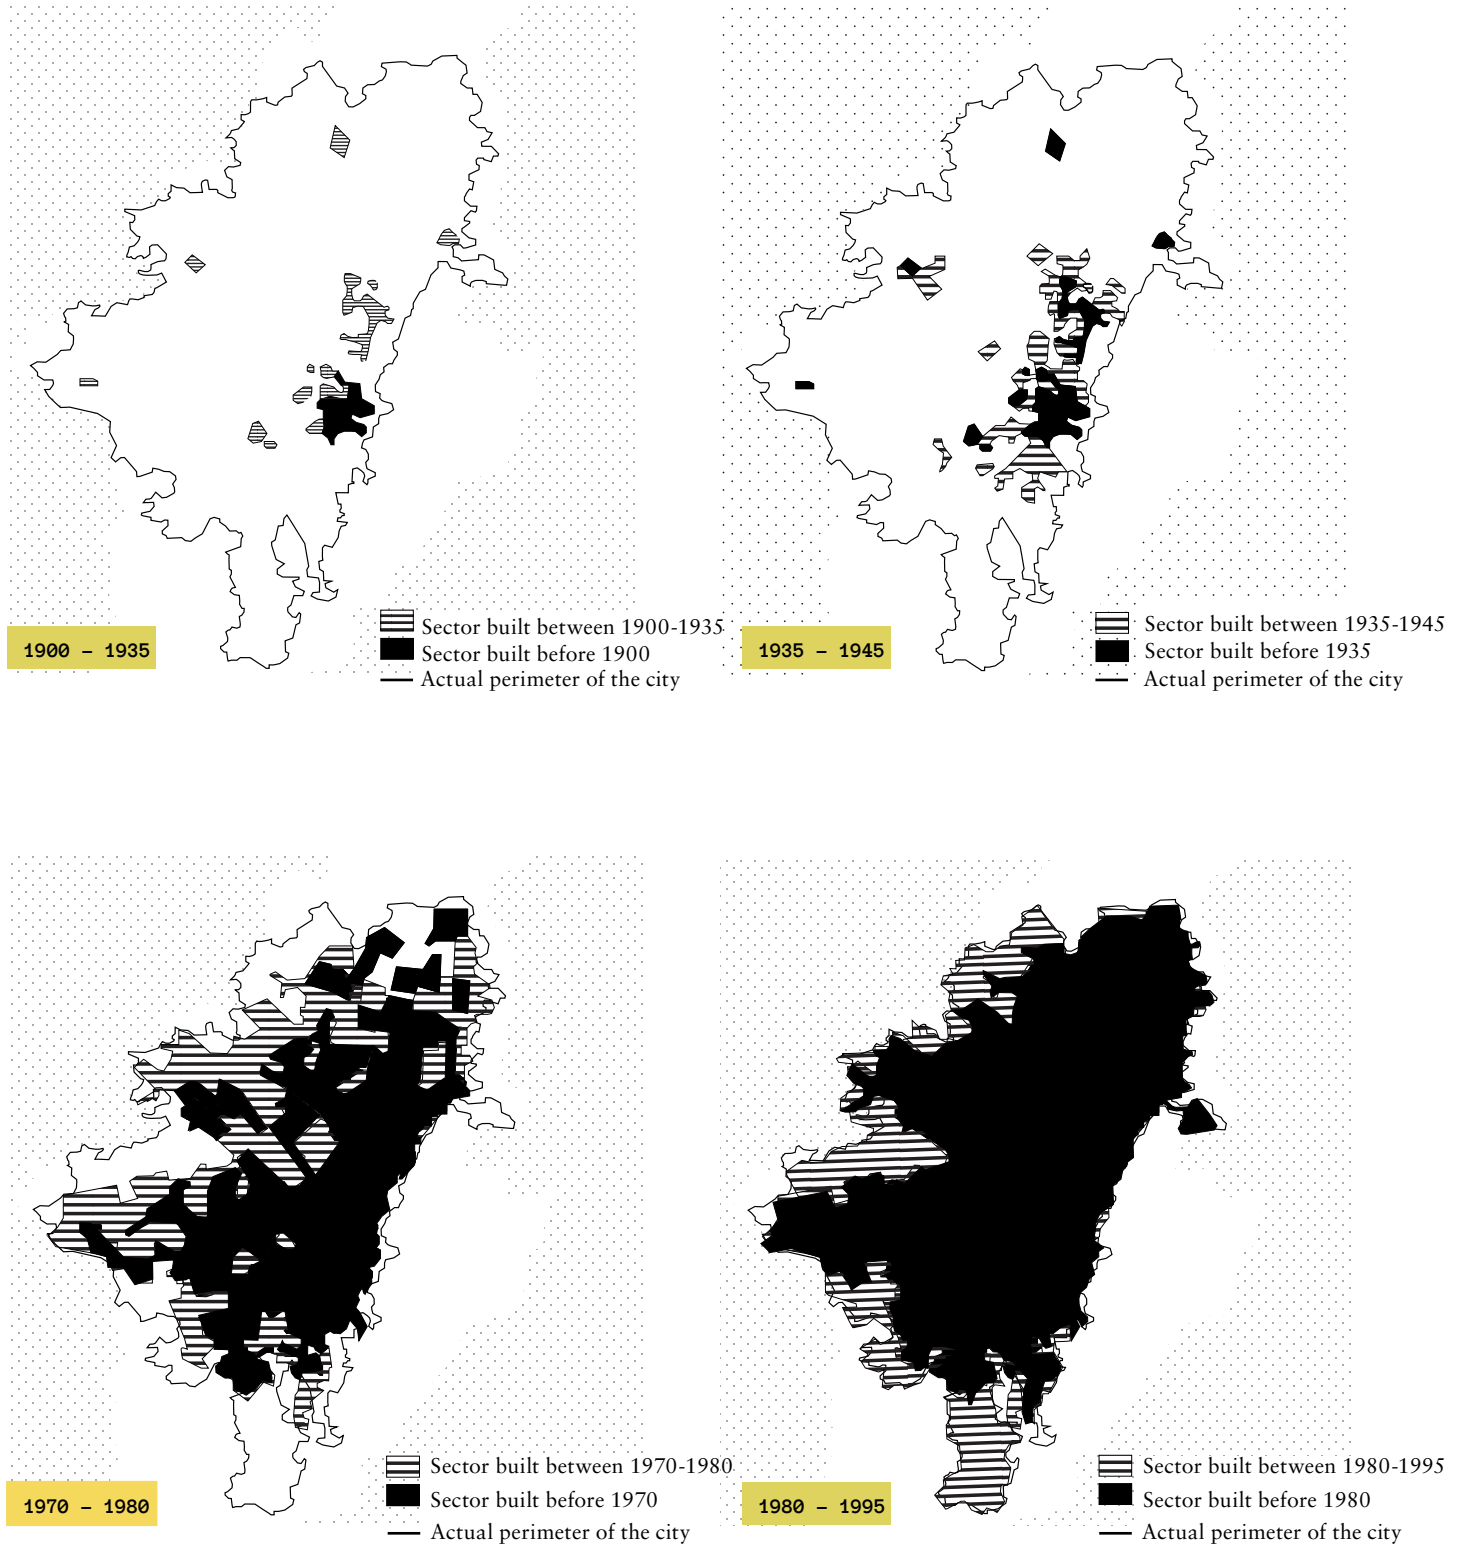 Sector built between 1900-1935
1900 – 1935
Sector built before 1900
Actual perimeter of the city
Sector built between 1935-1945
1935 – 1945
Sector built before 1935
Actual perimeter of the city
Sector built between 1970-1980
1970 – 1980
Sector built before 1970
Actual perimeter of the city
Sector built between 1980-1995
1980 – 1995
Sector built before 1980
Actual perimeter of the city